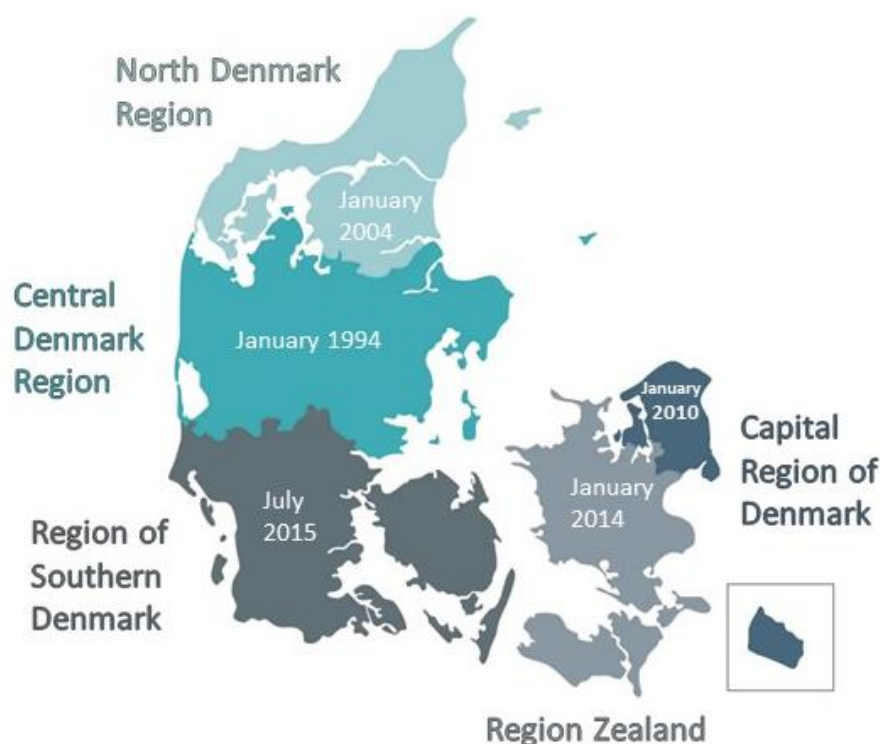 North Denmark
Region
January
2004
Central
Denmark
Region
January 1994
January
2010
Capital
Region of
Denmark
January
2014
July
2015
Region of
Southern
Denmark
Region Zealand